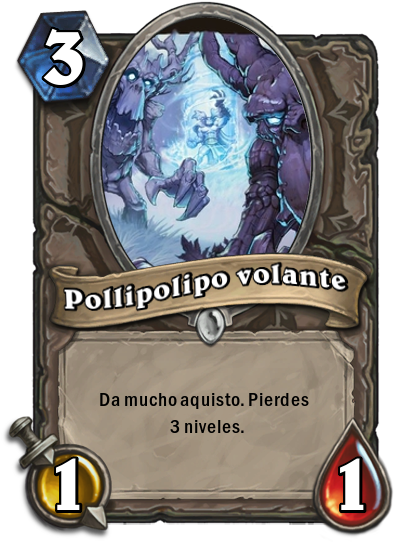 3
Pollipolipo volante
Da mucho aquisto. Pierdes
3 niveles.
1
1